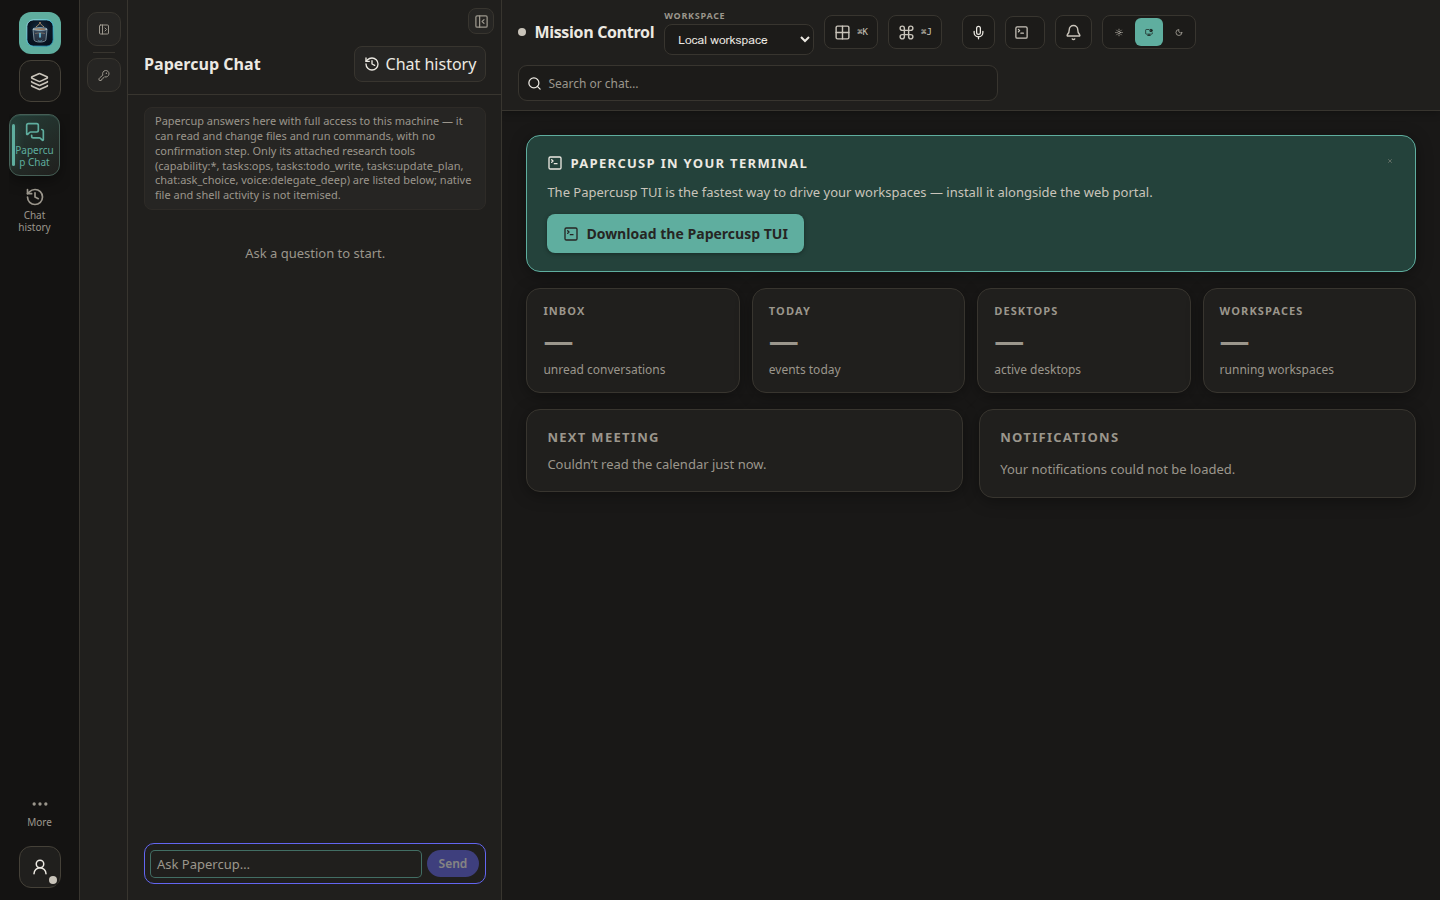 Papercup Chat
Chat history
More
Papercup Chat
Chat history
Papercup answers here with full access to this machine — it
can read and change files and run commands, with no
confirmation step. Only its attached research tools
(capability:*, tasks:ops, tasks:todo_write, tasks:update_plan,
chat:ask_choice, voice:delegate_deep) are listed below; native
file and shell activity is not itemised.
Ask a question to start.
Ask Papercup...
Send
Mission Control
WORKSPACE
Local workspace
⌘K
⌘J
Search or chat...
PAPERCUSP IN YOUR TERMINAL
The Papercusp TUI is the fastest way to drive your workspaces — install it alongside the web portal.
Download the Papercusp TUI
INBOX
—
unread conversations
TODAY
—
events today
DESKTOPS
—
active desktops
WORKSPACES
—
running workspaces
NEXT MEETING
Couldn't read the calendar just now.
NOTIFICATIONS
Your notifications could not be loaded.